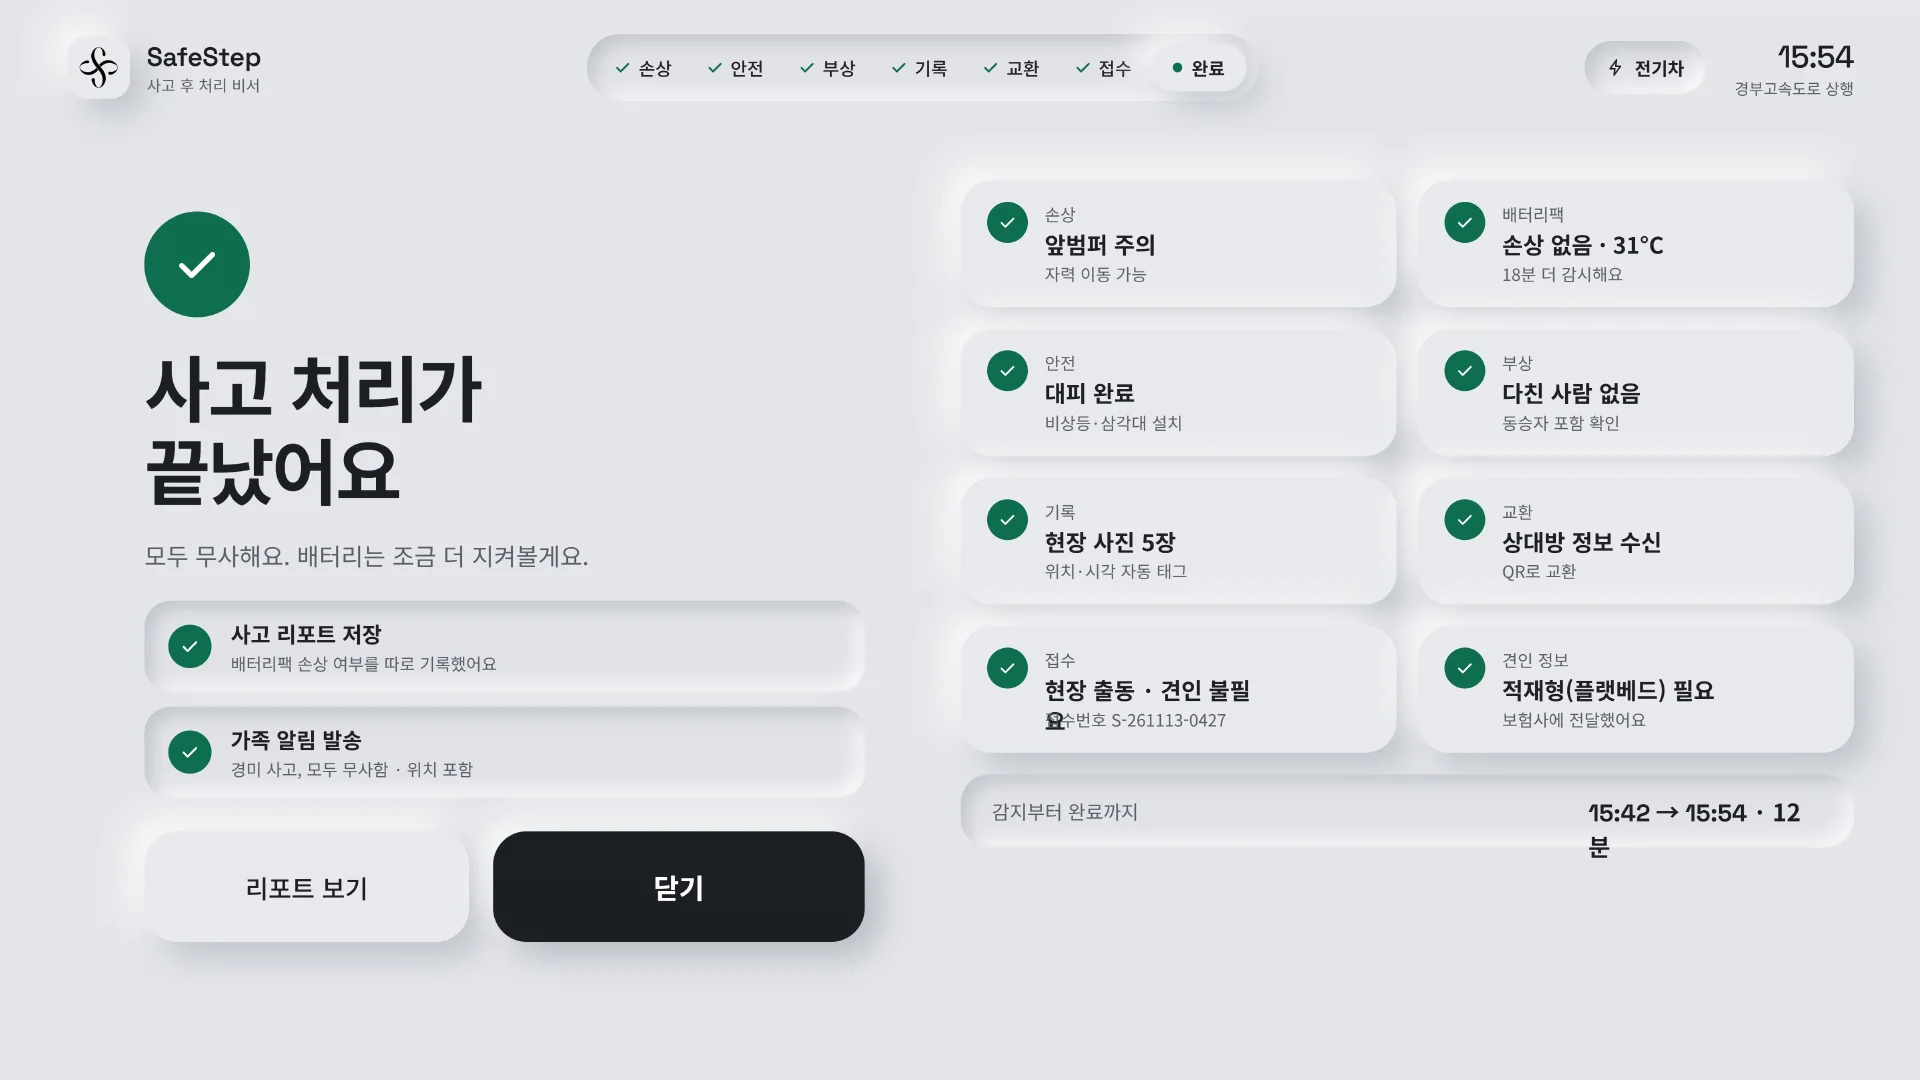 SafeStep
사고 후 처리 비서
손상
안전
부상
기록
교환
접수
완료
전기차
15:54
경부고속도로 상행
사고 처리가
끝났어요
모두 무사해요. 배터리는 조금 더 지켜볼게요.
사고 리포트 저장
배터리팩 손상 여부를 따로 기록했어요
가족 알림 발송
경미 사고, 모두 무사함 · 위치 포함
리포트 보기
닫기
손상
앞범퍼 주의
자력 이동 가능
배터리팩
손상 없음 · 31°C
18분 더 감시해요
안전
대피 완료
비상등·삼각대 설치
부상
다친 사람 없음
동승자 포함 확인
기록
현장 사진 5장
위치·시각 자동 태그
교환
상대방 정보 수신
QR로 교환
접수
현장 출동 · 견인 불필
요
접수번호 S-261113-0427
견인 정보
적재형(플랫베드) 필요
보험사에 전달했어요
감지부터 완료까지
15:42 → 15:54 · 12
분